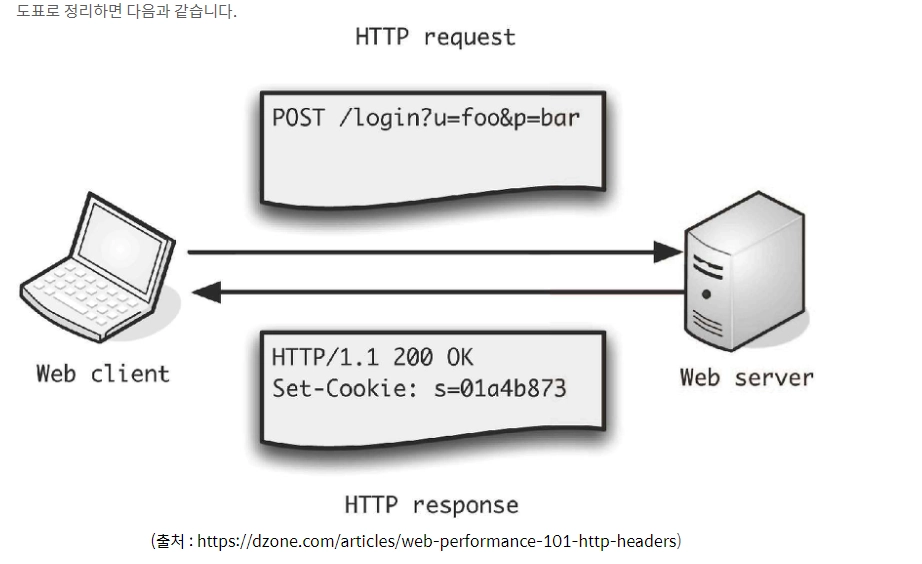 도표로 정리하면 다음과 같습니다.
HTTP request
POST /login?u=foo&p=bar
HTTP/1.1 200 OK
Set-Cookie: s=01a4b873
Web client
Web server
HTTP response
(출처 : https://dzone.com/articles/web-performance-101-http-headers)